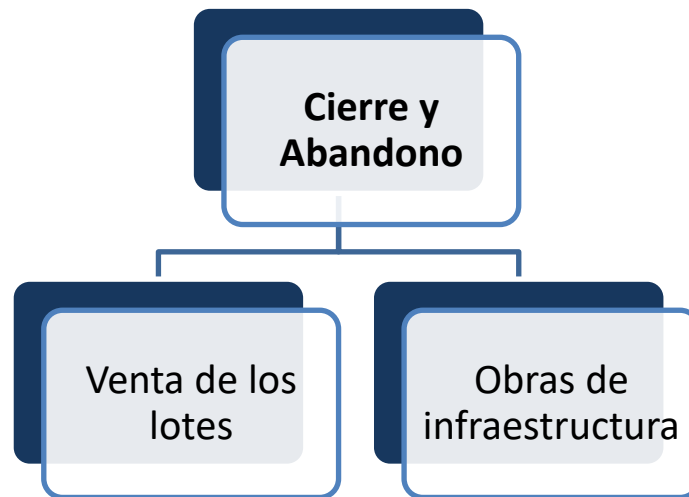 Cierre y
Abandono
Venta de los
lotes
Obras de
infraestructura